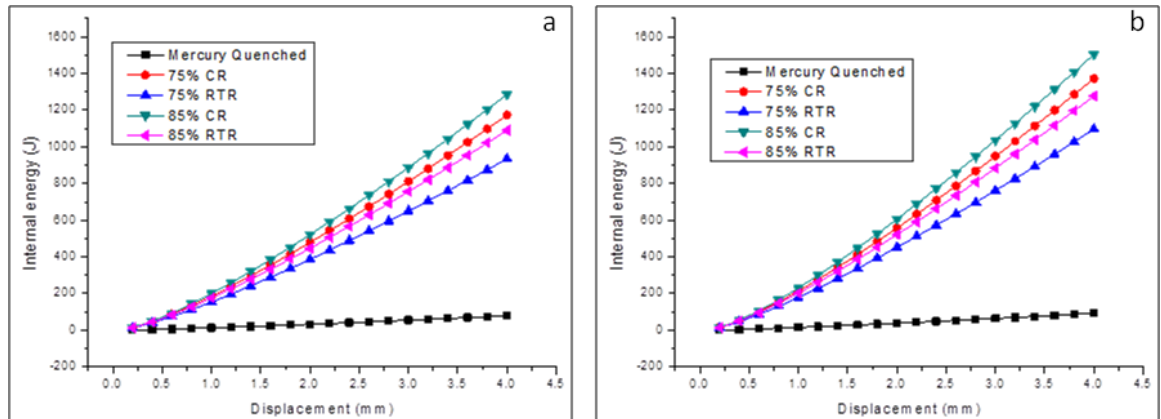 a
1600
1400
1200
1000
800
600
400
200
0
-200
Internal energy (J)
Mercury Quenched
75% CR
75% RTR
85% CR
85% RTR
0.0 0.5 1.0 1.5 2.0 2.5 3.0 3.5 4.0 4.5
Displacement (mm)
b
1600
1400
1200
1000
800
600
400
200
0
-200
Internal energy (J)
Mercury Quenched
75% CR
75% RTR
85% CR
85% RTR
0.0 0.5 1.0 1.5 2.0 2.5 3.0 3.5 4.0 4.5
Displacement (mm)